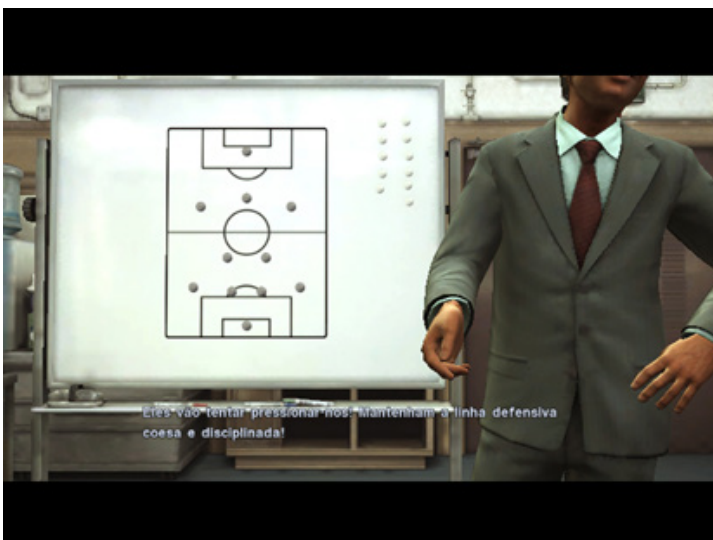 Eles vão tentar pressionar-nos! Mantenham a linha defensiva
coesa e disciplinada!